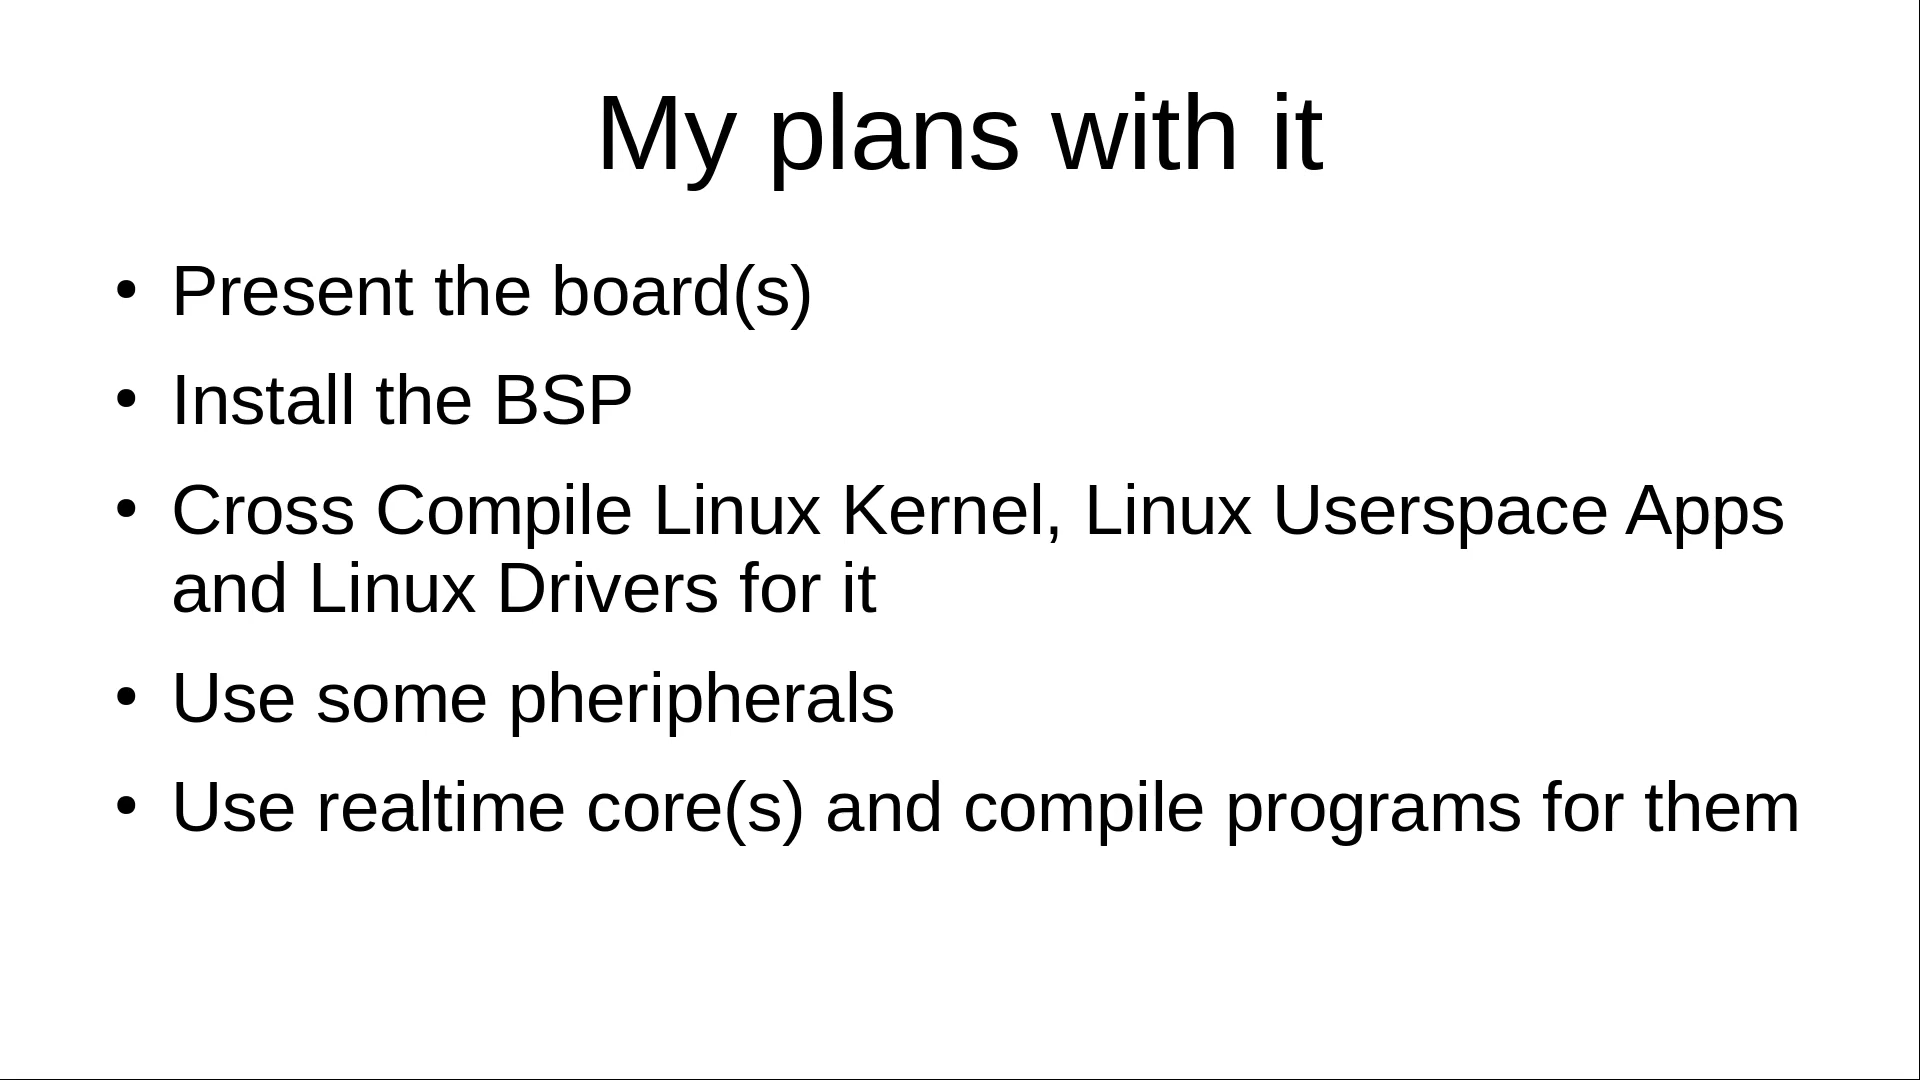 My plans with it
• Present the board(s)
• Install the BSP
• Cross Compile Linux Kernel, Linux Userspace Apps
and Linux Drivers for it
• Use some pheripherals
• Use realtime core(s) and compile programs for them